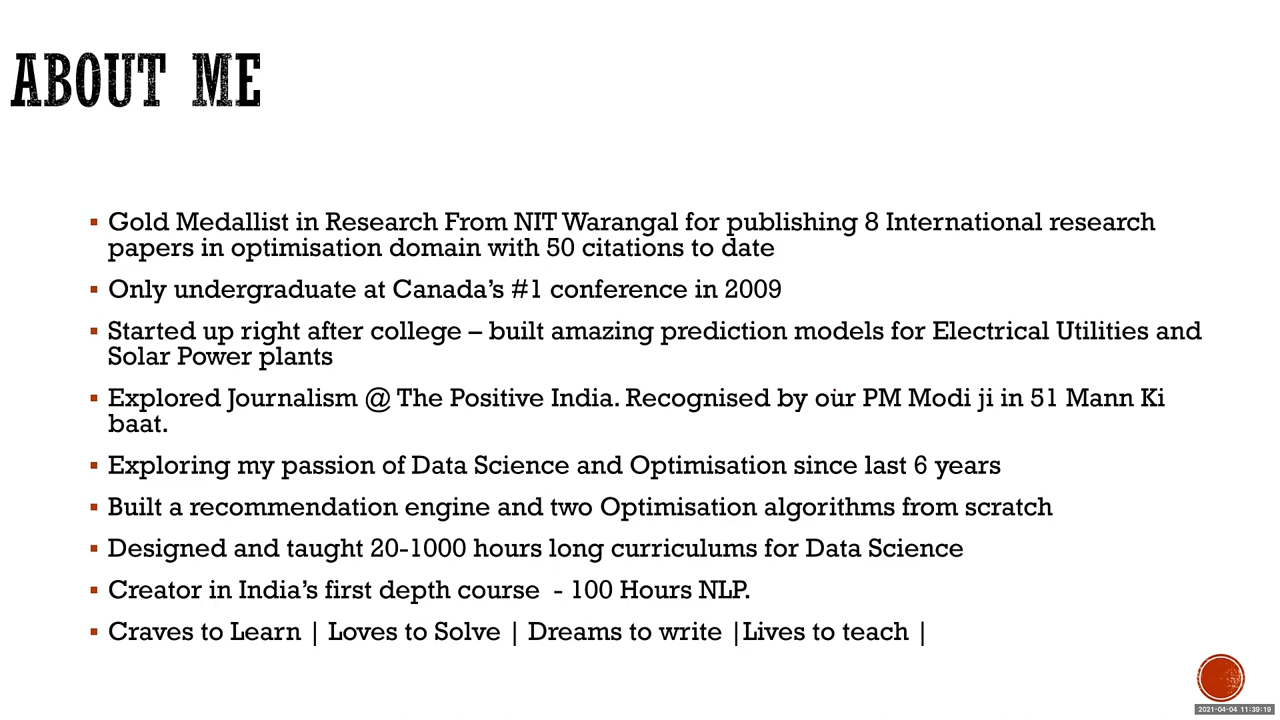 ABOUT ME
▪ Gold Medallist in Research From NIT Warangal for publishing 8 International research
papers in optimisation domain with 50 citations to date
▪ Only undergraduate at Canada’s #1 conference in 2009
▪ Started up right after college – built amazing prediction models for Electrical Utilities and
Solar Power plants
▪ Explored Journalism @ The Positive India. Recognised by our PM Modi ji in 51 Mann Ki
baat.
▪ Exploring my passion of Data Science and Optimisation since last 6 years
▪ Built a recommendation engine and two Optimisation algorithms from scratch
▪ Designed and taught 20-1000 hours long curriculums for Data Science
▪ Creator in India’s first depth course - 100 Hours NLP.
▪ Craves to Learn | Loves to Solve | Dreams to write |Lives to teach |
2021-04-04 11:39:19